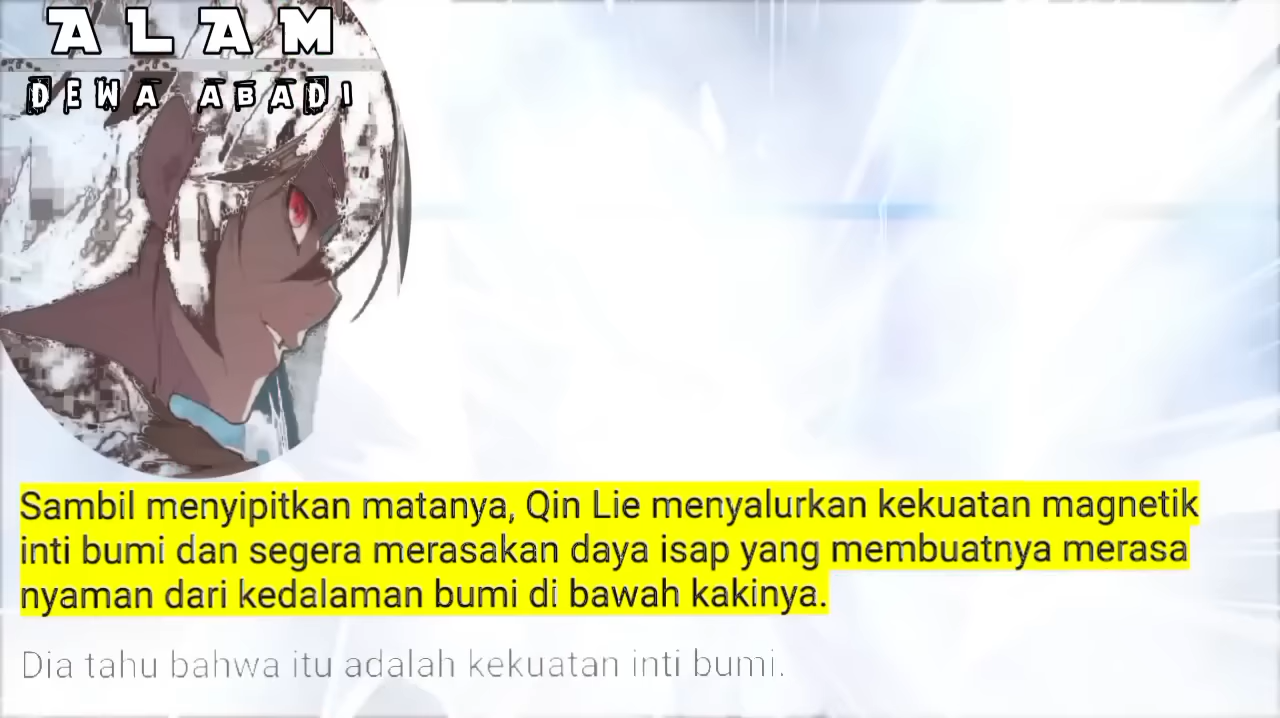 ALAM
DEWA ABADI
Sambil menyipitkan matanya, Qin Lie menyalurkan kekuatan magnetik
inti bumi dan segera merasakan daya isap yang membuatnya merasa
nyaman dari kedalaman bumi di bawah kakinya.
Dia tahu bahwa itu adalah kekuatan inti bumi.